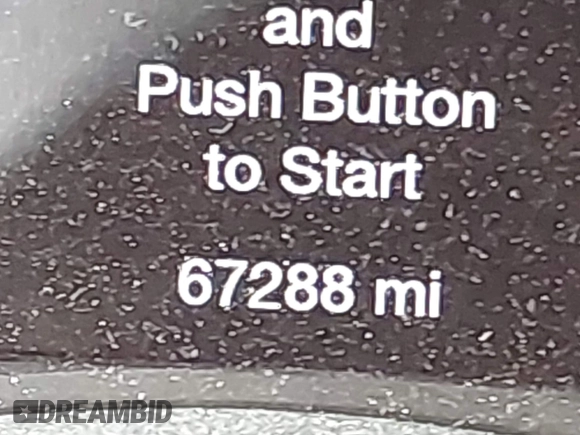 and
Push Button
to Start
67288 mi
DREAMBID